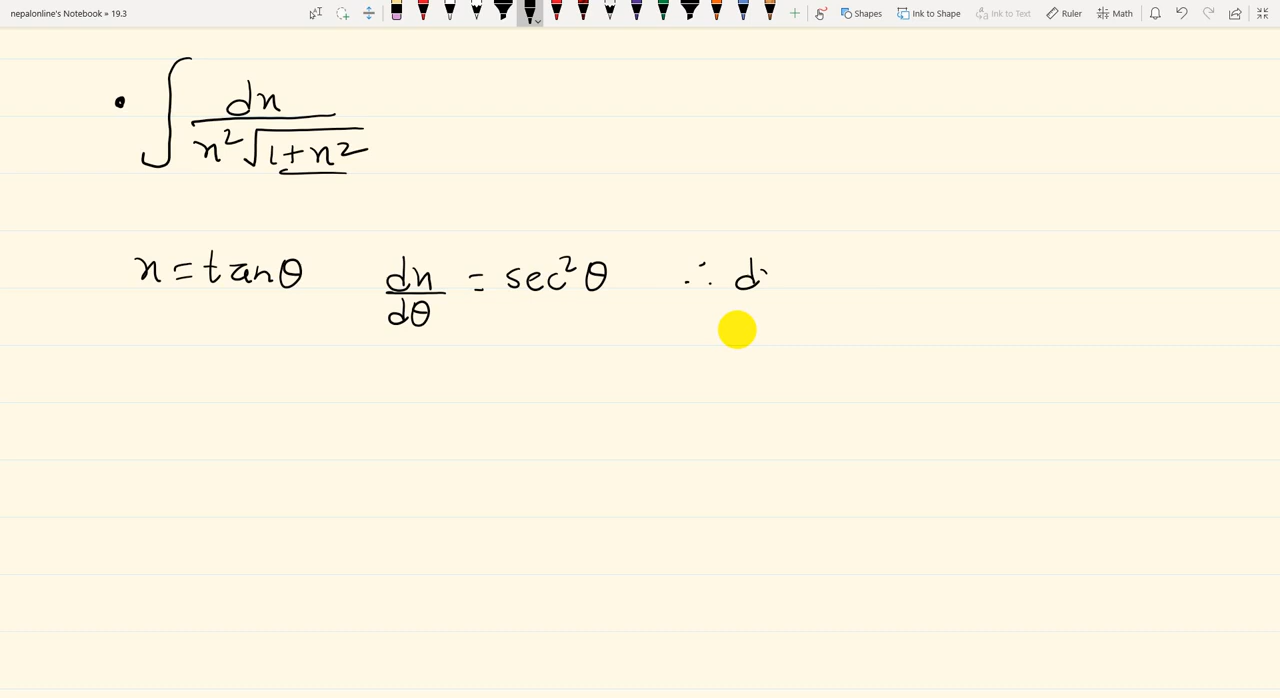 nepalonline's Notebook » 19.3 Shapes Ink to Shape Ink to Text Ruler Math
• ∫ dx / (x² √(1+x²))
x = tanθ dx/dθ = sec²θ ∴ d